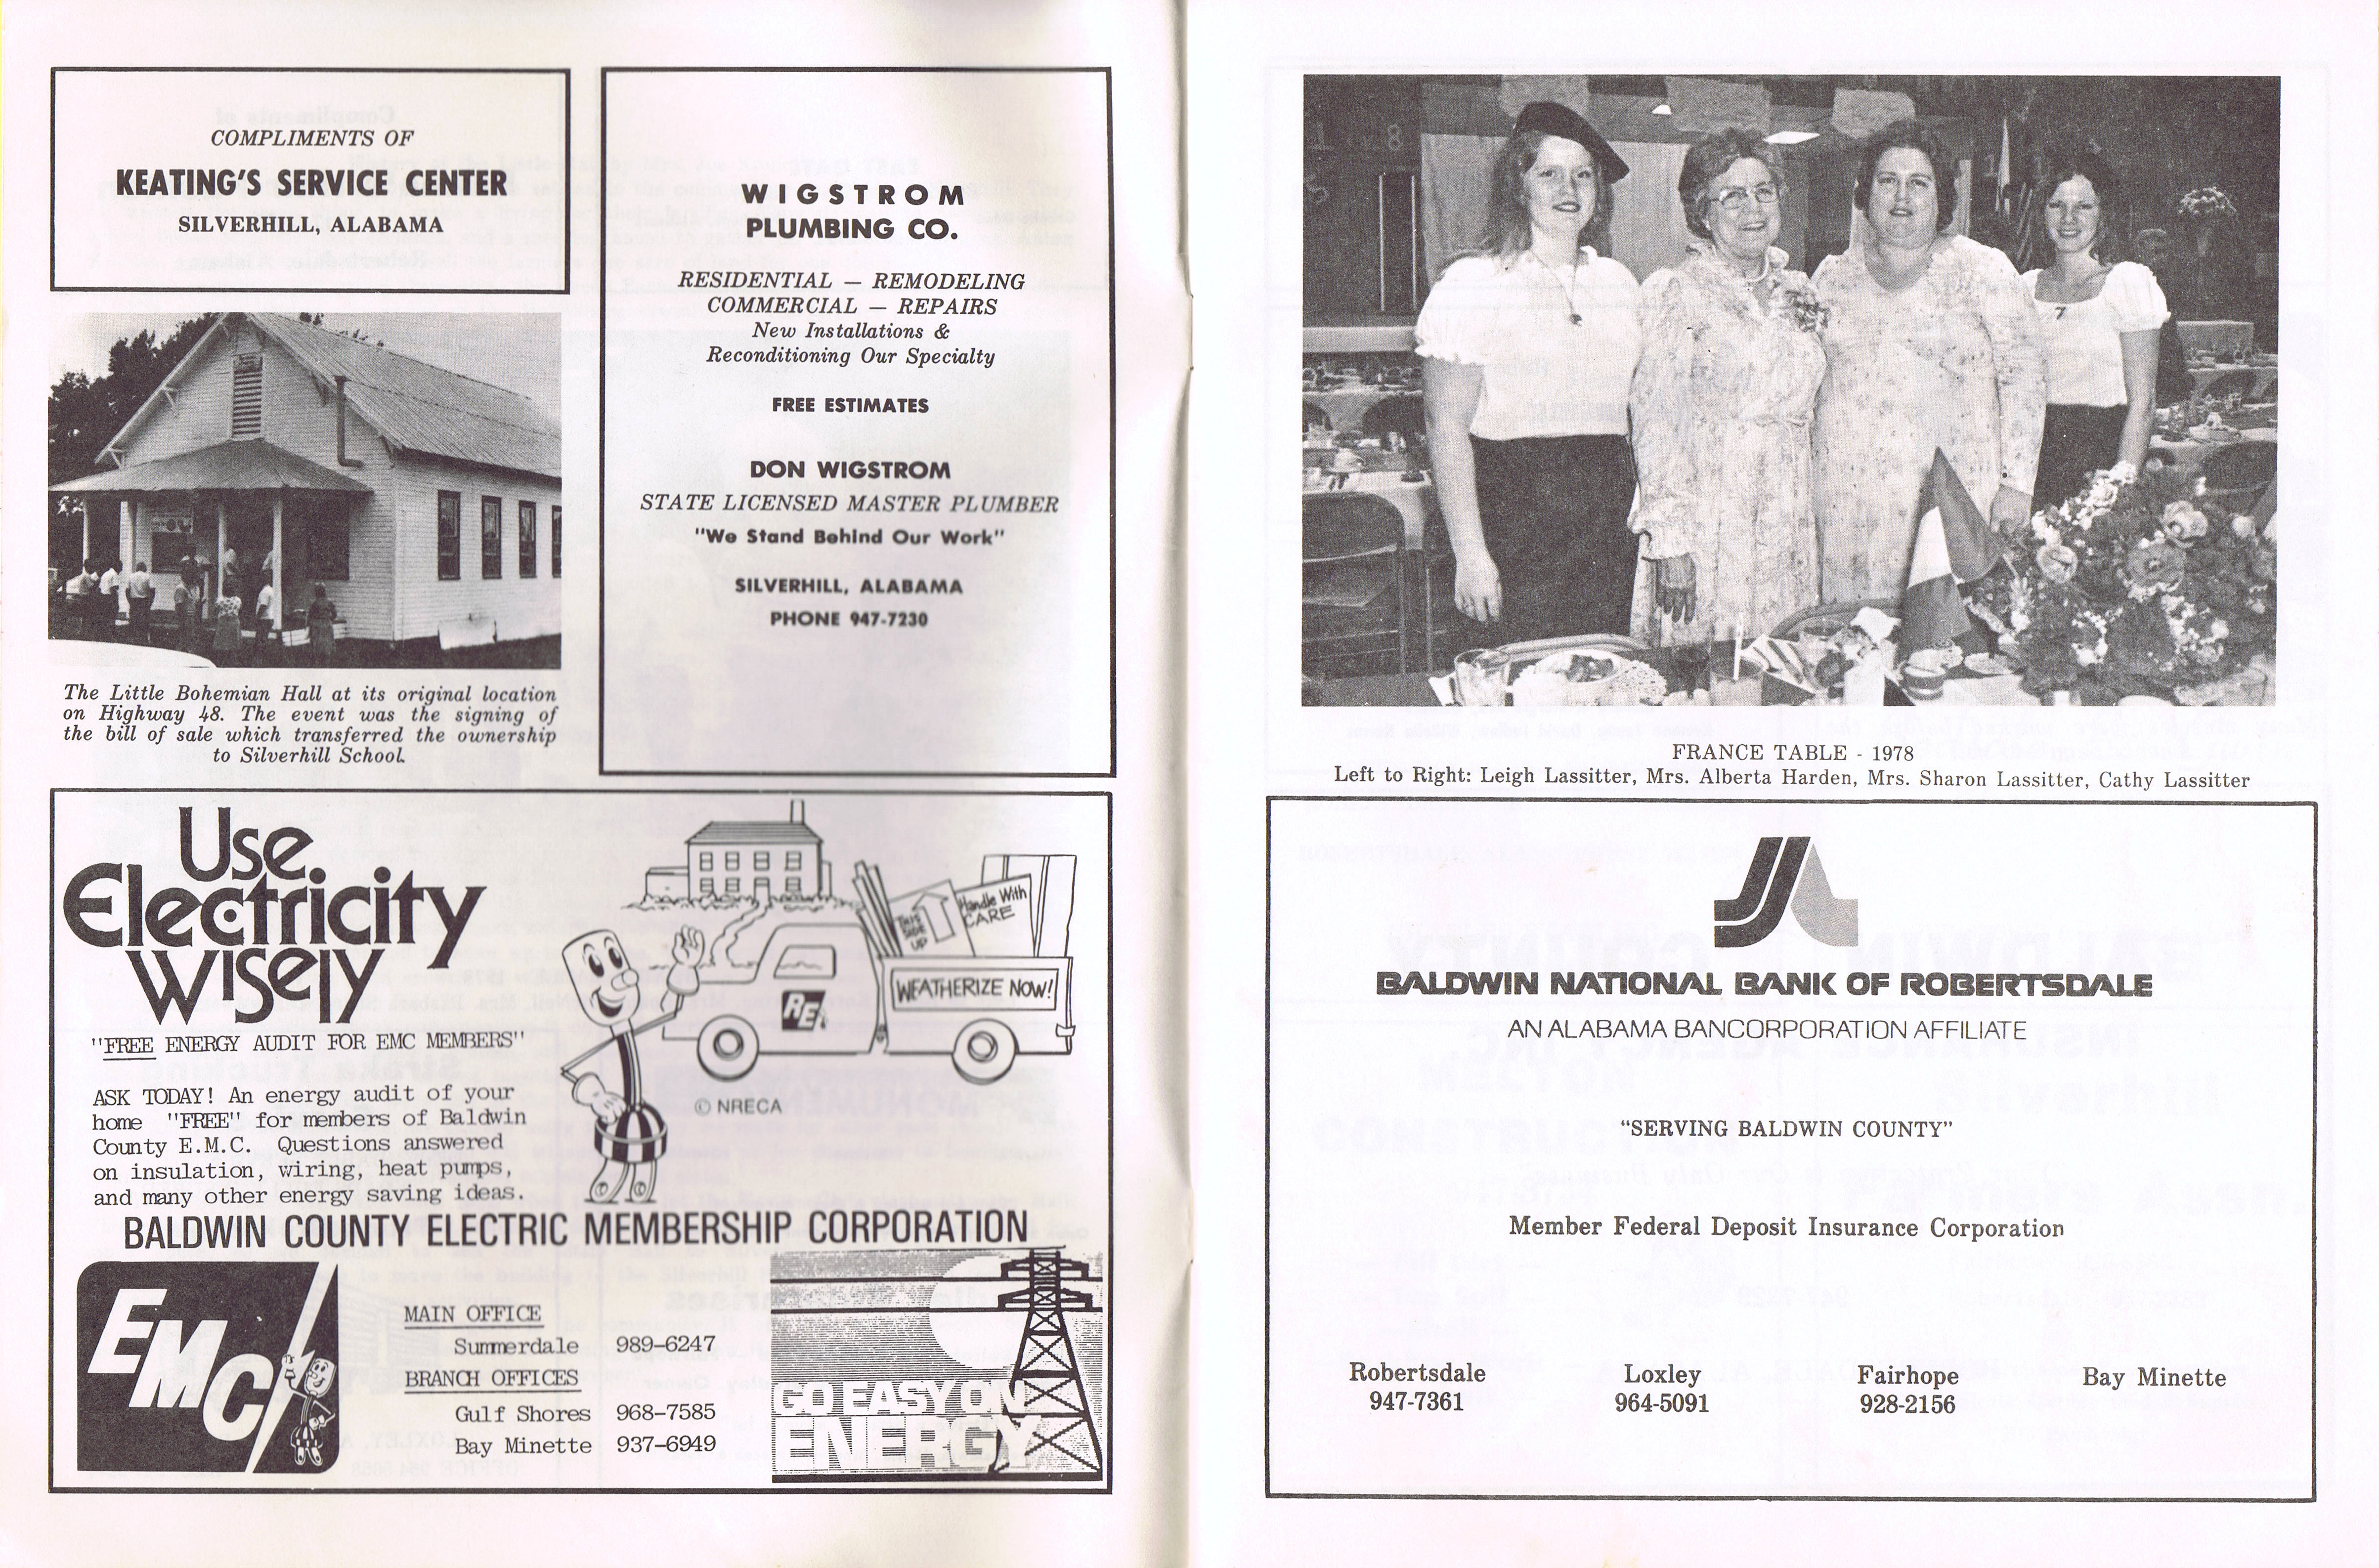 COMPLIMENTS OF
KEATING'S SERVICE CENTER
SILVERHILL, ALABAMA
The Little Bohemian Hall at its original location
on Highway 48. The event was the signing of
the bill of sale which transferred the ownership
to Silverhill School.
WIGSTROM
PLUMBING CO.
RESIDENTIAL — REMODELING
COMMERCIAL — REPAIRS
New Installations &
Reconditioning Our Specialty
FREE ESTIMATES
DON WIGSTROM
STATE LICENSED MASTER PLUMBER
"We Stand Behind Our Work"
SILVERHILL, ALABAMA
PHONE 947-7230
Use
Electricity
Wisely
"FREE ENERGY AUDIT FOR EMC MEMBERS"
ASK TODAY! An energy audit of your
home "FREE" for members of Baldwin
County E.M.C. Questions answered
on insulation, wiring, heat pumps,
and many other energy saving ideas.
THIS
SIDE
UP
Handle With
CARE
WEATHERIZE NOW!
RE
© NRECA
BALDWIN COUNTY ELECTRIC MEMBERSHIP CORPORATION
EMC
MAIN OFFICE
Summerdale 989-6247
BRANCH OFFICES
Gulf Shores 968-7585
Bay Minette 937-6949
GO EASY ON
ENERGY
FRANCE TABLE - 1978
Left to Right: Leigh Lassitter, Mrs. Alberta Harden, Mrs. Sharon Lassitter, Cathy Lassitter
BALDWIN NATIONAL BANK OF ROBERTSDALE
AN ALABAMA BANCORPORATION AFFILIATE
"SERVING BALDWIN COUNTY"
Member Federal Deposit Insurance Corporation
Robertsdale Loxley Fairhope Bay Minette
947-7361 964-5091 928-2156